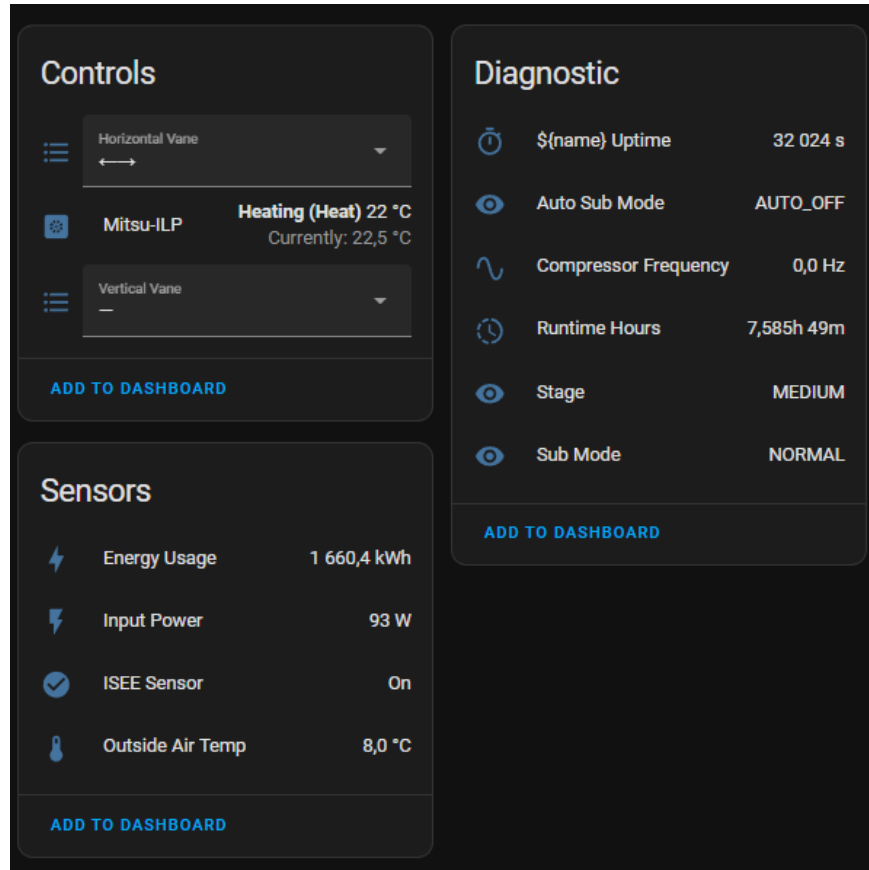 Controls
Horizontal Vane
←→
Mitsu-ILP
Heating (Heat) 22 °C
Currently: 22,5 °C
Vertical Vane
—
ADD TO DASHBOARD
Sensors
Energy Usage 1 660,4 kWh
Input Power 93 W
ISEE Sensor On
Outside Air Temp 8,0 °C
ADD TO DASHBOARD
Diagnostic
${name} Uptime 32 024 s
Auto Sub Mode AUTO_OFF
Compressor Frequency 0,0 Hz
Runtime Hours 7,585h 49m
Stage MEDIUM
Sub Mode NORMAL
ADD TO DASHBOARD